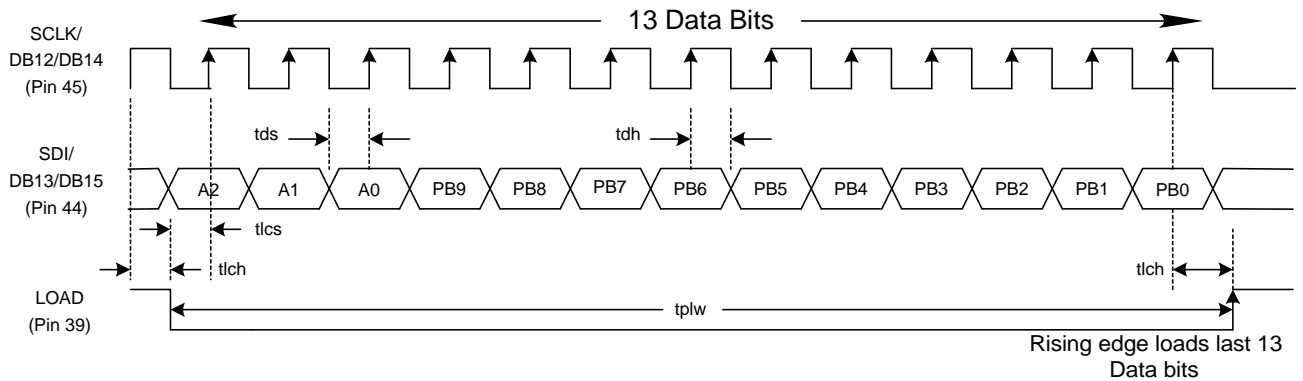 13 Data Bits
SCLK/
DB12/DB14
(Pin 45)
tds
tdh
SDI/
DB13/DB15
(Pin 44)
A2 A1 A0 PB9 PB8 PB7 PB6 PB5 PB4 PB3 PB2 PB1 PB0
tlcs
tlch
tlch
LOAD
(Pin 39)
tplw
Rising edge loads last 13
Data bits